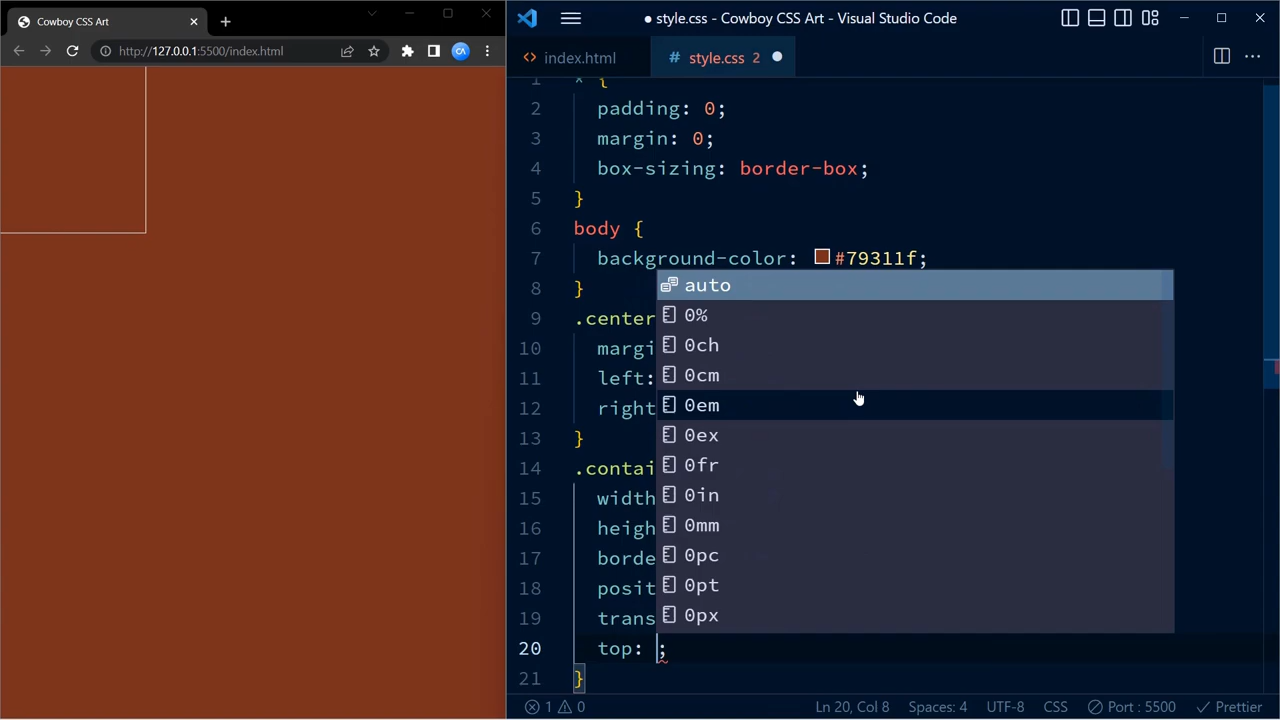 Cowboy CSS Art
http://127.0.0.1:5500/index.html
CA
style.css - Cowboy CSS Art - Visual Studio Code
index.html
# style.css 2
1 * {
2 padding: 0;
3 margin: 0;
4 box-sizing: border-box;
5 }
6 body {
7 background-color: #79311f;
8 }
9 .center
10 margi
11 left:
12 right
13 }
14 .contai
15 width
16 heigh
17 borde
18 posit
19 trans
20 top: ;
21 }
auto
0%
0ch
0cm
0em
0ex
0fr
0in
0mm
0pc
0pt
0px
1 0
Ln 20, Col 8
Spaces: 4
UTF-8
CSS
Port : 5500
Prettier